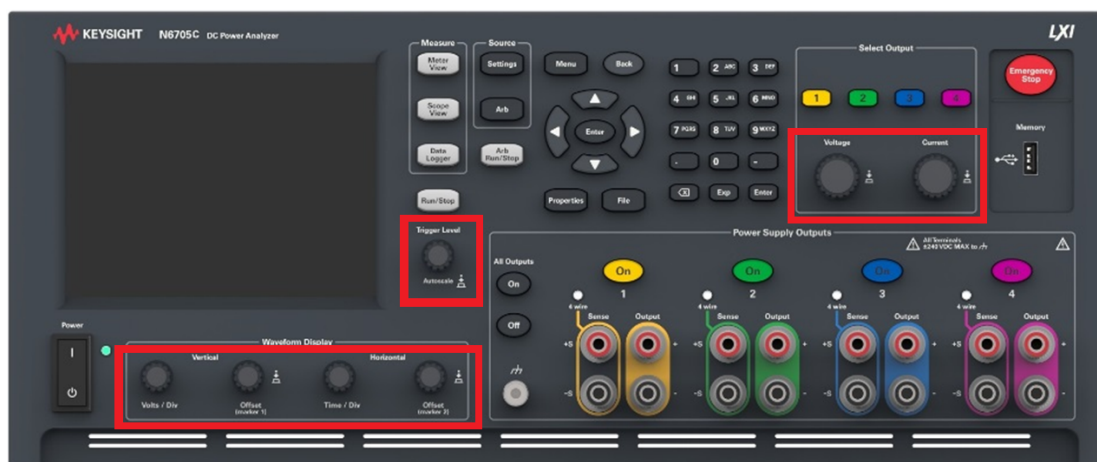 KEYSIGHT N6705C DC Power Analyzer
LXI
Measure
Source
Select Output
Meter View
Settings
Menu
Back
1
2 ABC
3 DEF
Emergency Stop
Scope View
Arb
4 GHI
5 JKL
6 MNO
1
2
3
4
Enter
7 PQRS
8 TUV
9 WXYZ
Memory
Data Logger
Arb Run/Stop
.
0
-
Voltage
Current
Run/Stop
Properties
File
Exp
Enter
Trigger Level
Autoscale
Power Supply Outputs
All Terminals
±240 VDC MAX to
All Outputs
On
Off
On
On
On
On
1
2
3
4
4 wire
4 wire
4 wire
4 wire
Sense Output
Sense Output
Sense Output
Sense Output
+S +
+S +
+S +
+S +
-S -
-S -
-S -
-S -
Power
Waveform Display
Vertical
Horizontal
Volts / Div
Offset
(marker 1)
Time / Div
Offset
(marker 2)